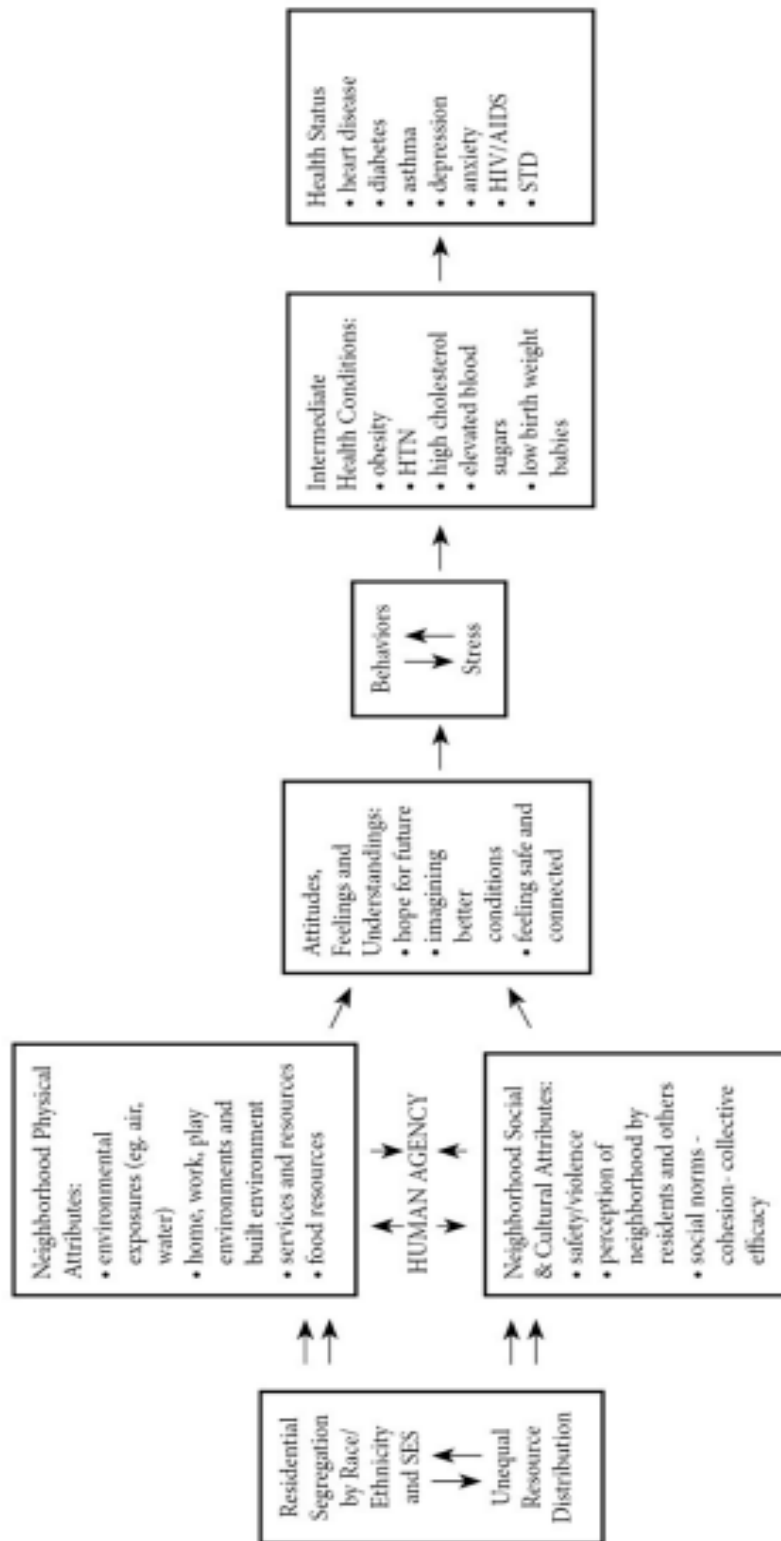 Residential
Segregation
by Race/
Ethnicity
and SES
Unequal
Resource
Distribution
Neighborhood Physical
Attributes:
• environmental
exposures (eg, air,
water)
• home, work, play
environments and
built environment
• services and resources
• food resources
HUMAN AGENCY
Neighborhood Social
& Cultural Attributes:
• safety/violence
• perception of
neighborhood by
residents and others
• social norms -
cohesion- collective
efficacy
Attitudes,
Feelings and
Understandings:
• hope for future
• imagining
better
conditions
• feeling safe and
connected
Behaviors
Stress
Intermediate
Health Conditions:
• obesity
• HTN
• high cholesterol
• elevated blood
sugars
• low birth weight
babies
Health Status
• heart disease
• diabetes
• asthma
• depression
• anxiety
• HIV/AIDS
• STD